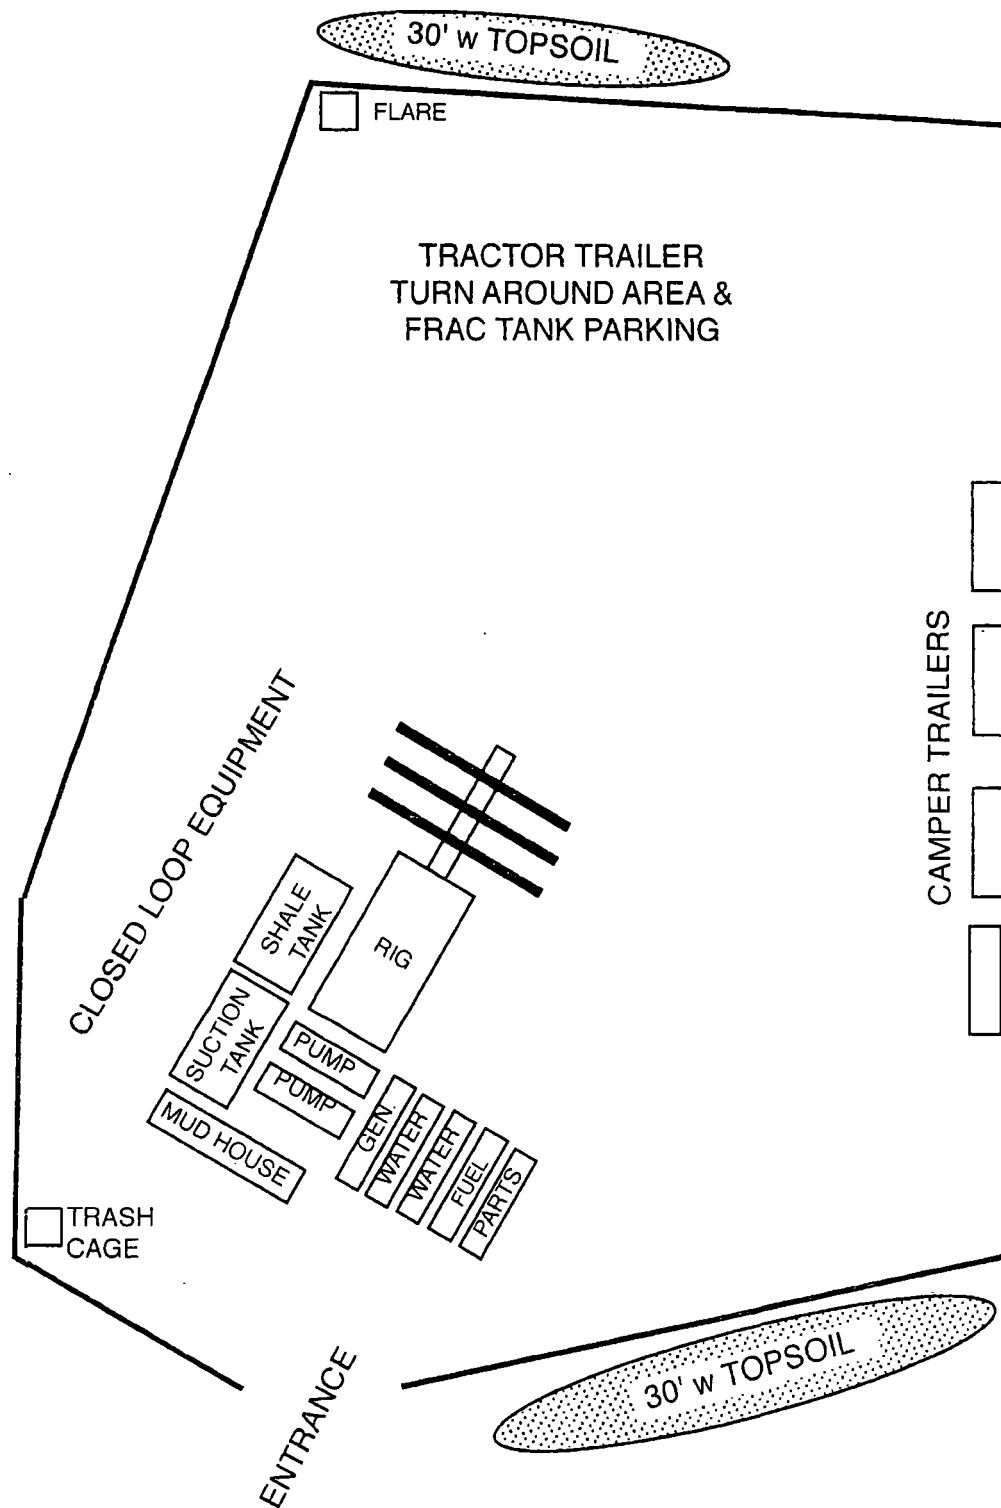 30' w TOPSOIL
FLARE
TRACTOR TRAILER
TURN AROUND AREA &
FRAC TANK PARKING
CAMPER TRAILERS
CLOSED LOOP EQUIPMENT
SHALE
TANK
RIG
SUCTION
TANK
PUMP
PUMP
MUD HOUSE
GEN.
WATER
WATER
FUEL
PARTS
TRASH
CAGE
ENTRANCE
30' w TOPSOIL